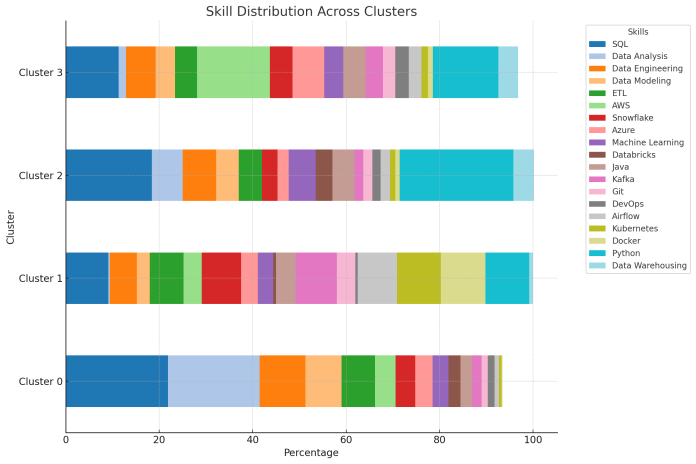 Skill Distribution Across Clusters
Skills
SQL
Data Analysis
Data Engineering
Data Modeling
ETL
AWS
Snowflake
Azure
Machine Learning
Databricks
Java
Kafka
Git
DevOps
Airflow
Kubernetes
Docker
Python
Data Warehousing
Cluster
Cluster 3
Cluster 2
Cluster 1
Cluster 0
0 20 40 60 80 100
Percentage